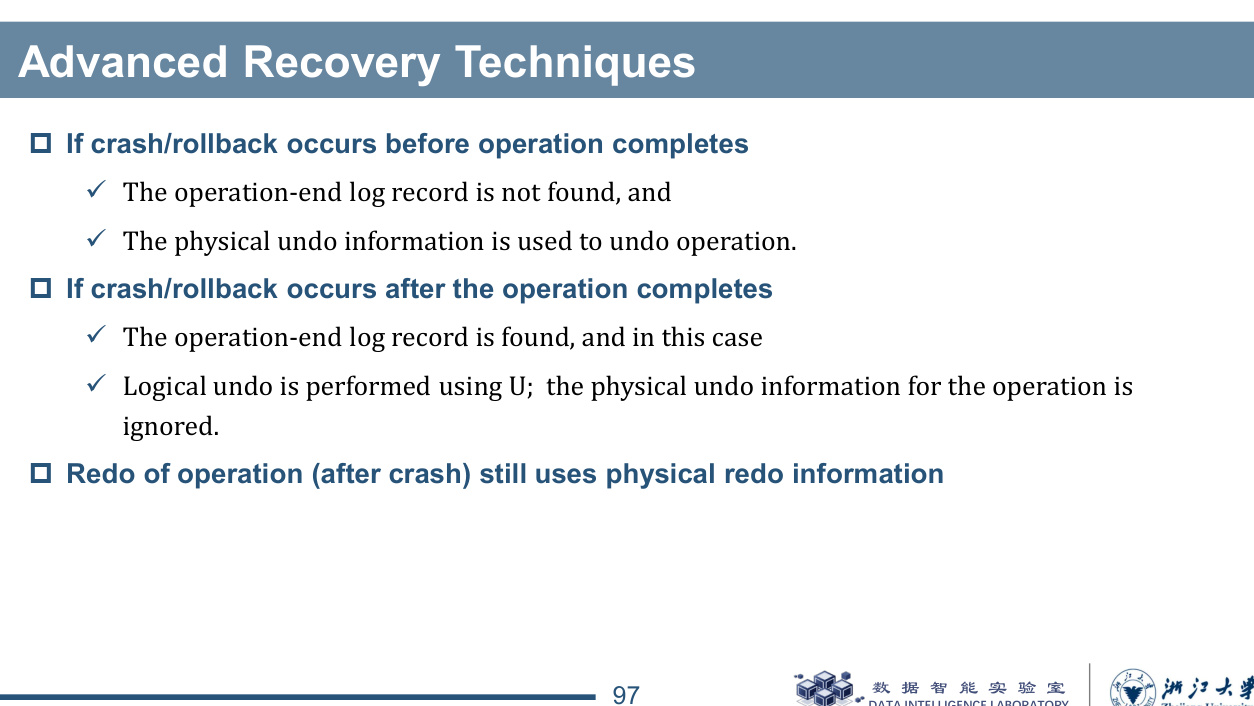 Advanced Recovery Techniques
If crash/rollback occurs before operation completes
The operation-end log record is not found, and
The physical undo information is used to undo operation.
If crash/rollback occurs after the operation completes
The operation-end log record is found, and in this case
Logical undo is performed using U;  the physical undo information for the operation is
ignored.
Redo of operation (after crash) still uses physical redo information
97
数据智能实验室
DATA INTELLIGENCE LABORATORY
浙江大学